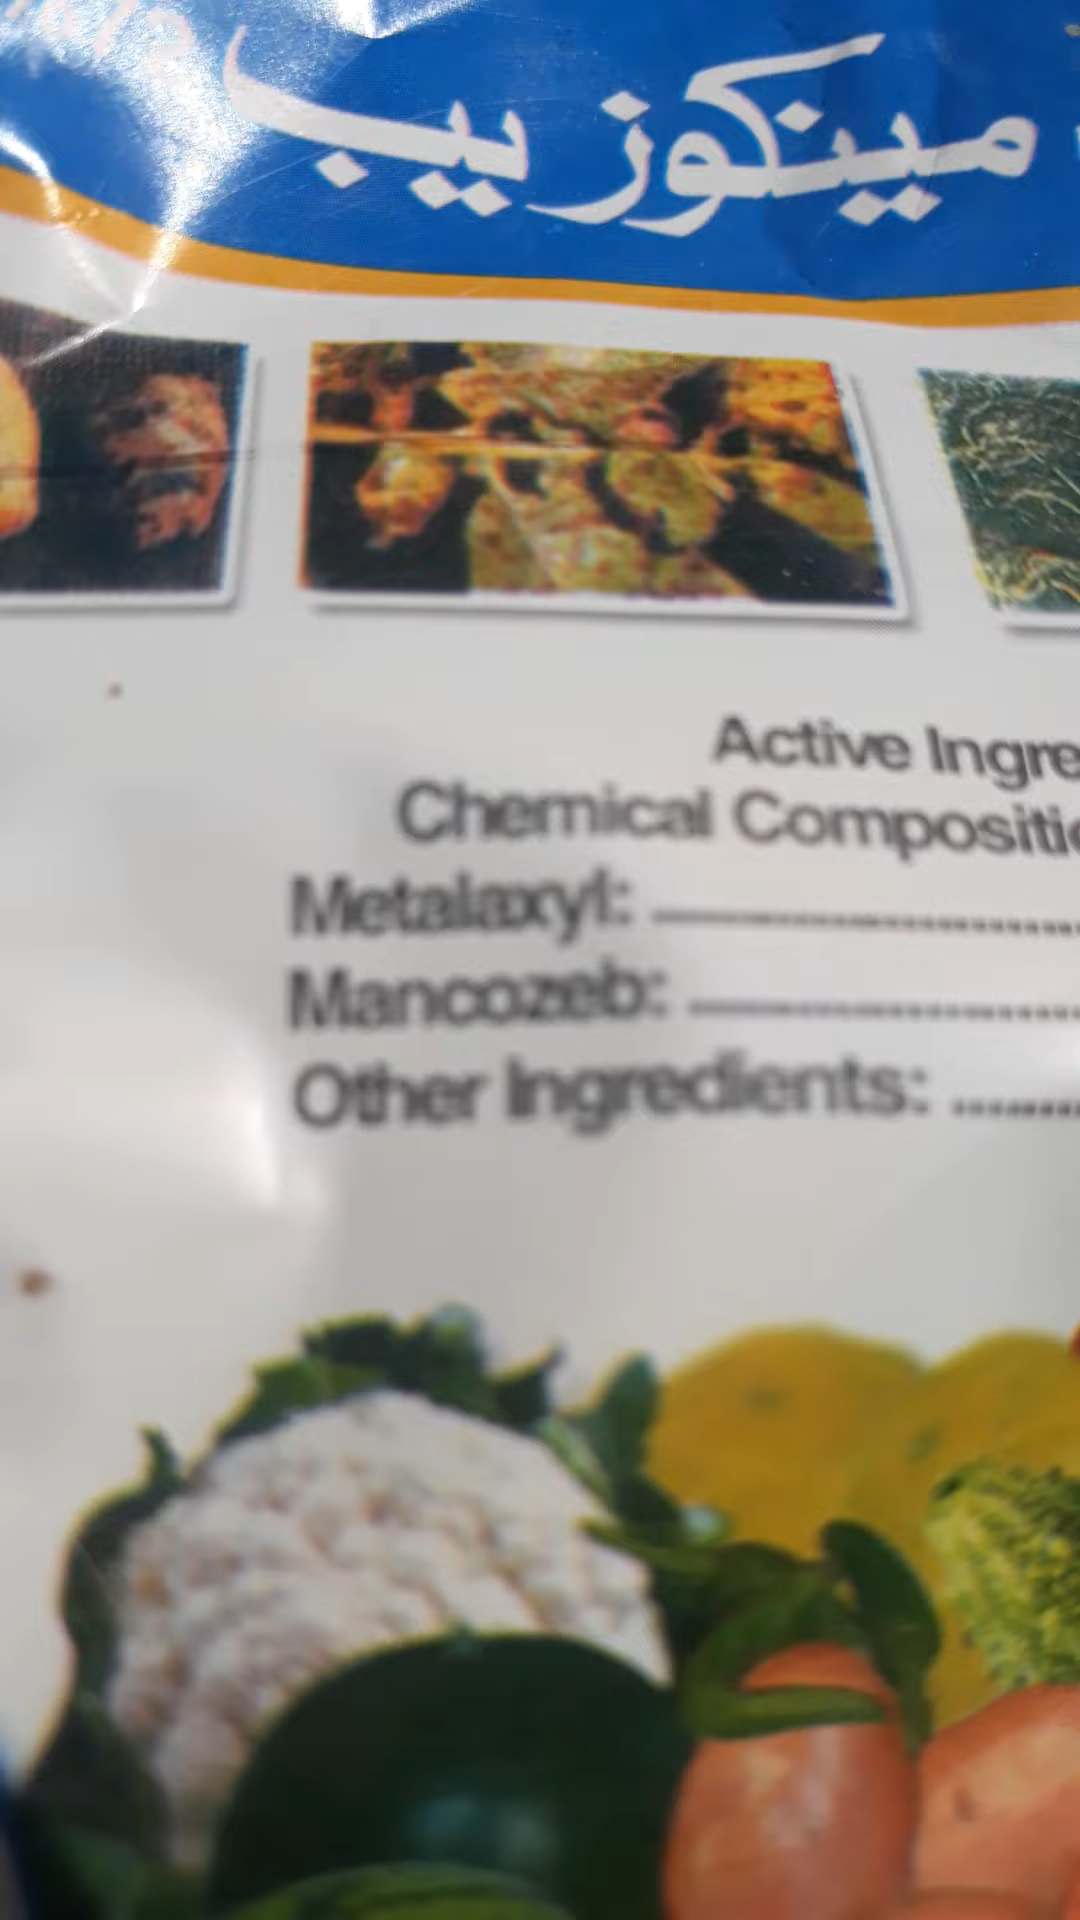 مینکوزیب
Active Ingre
Chemical Compositi
Metalaxyl: ..............................
Mancozeb: ..............................
Other Ingredients: ..........